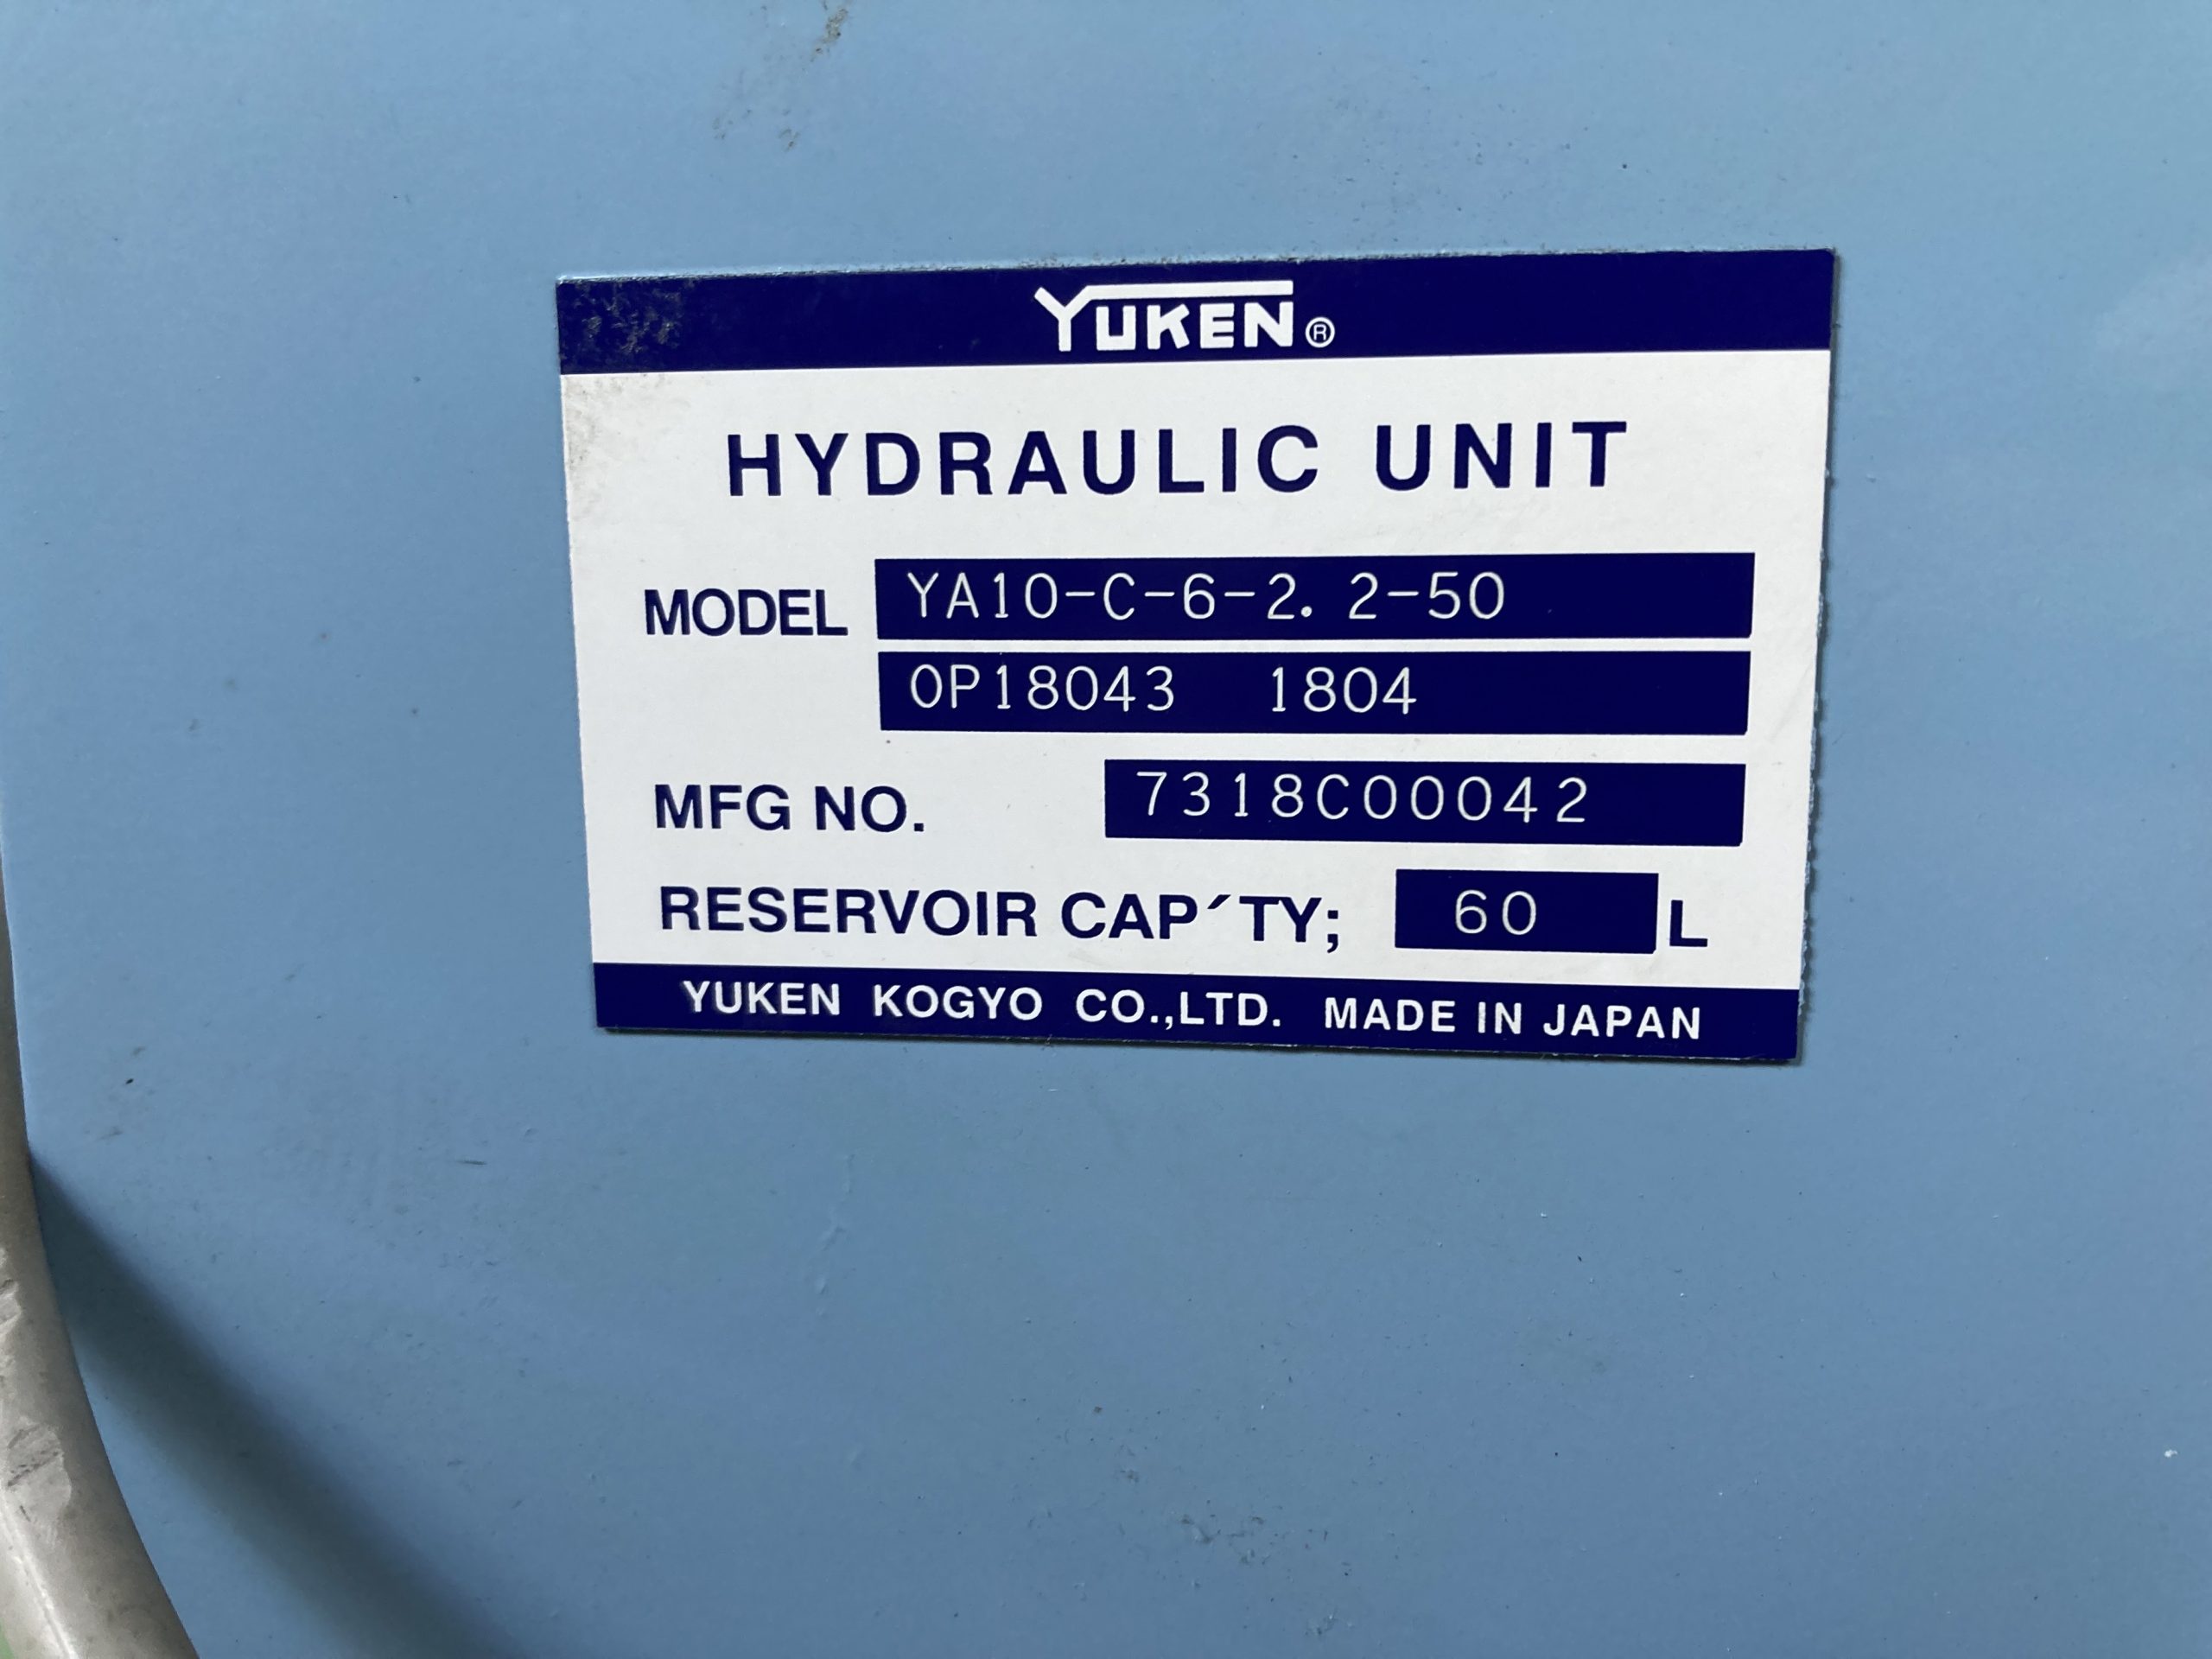 YUKEN®
HYDRAULIC UNIT
MODEL YA10-C-6-2. 2-50
OP18043 1804
MFG NO. 7318C00042
RESERVOIR CAP´TY; 60 L
YUKEN KOGYO CO.,LTD. MADE IN JAPAN